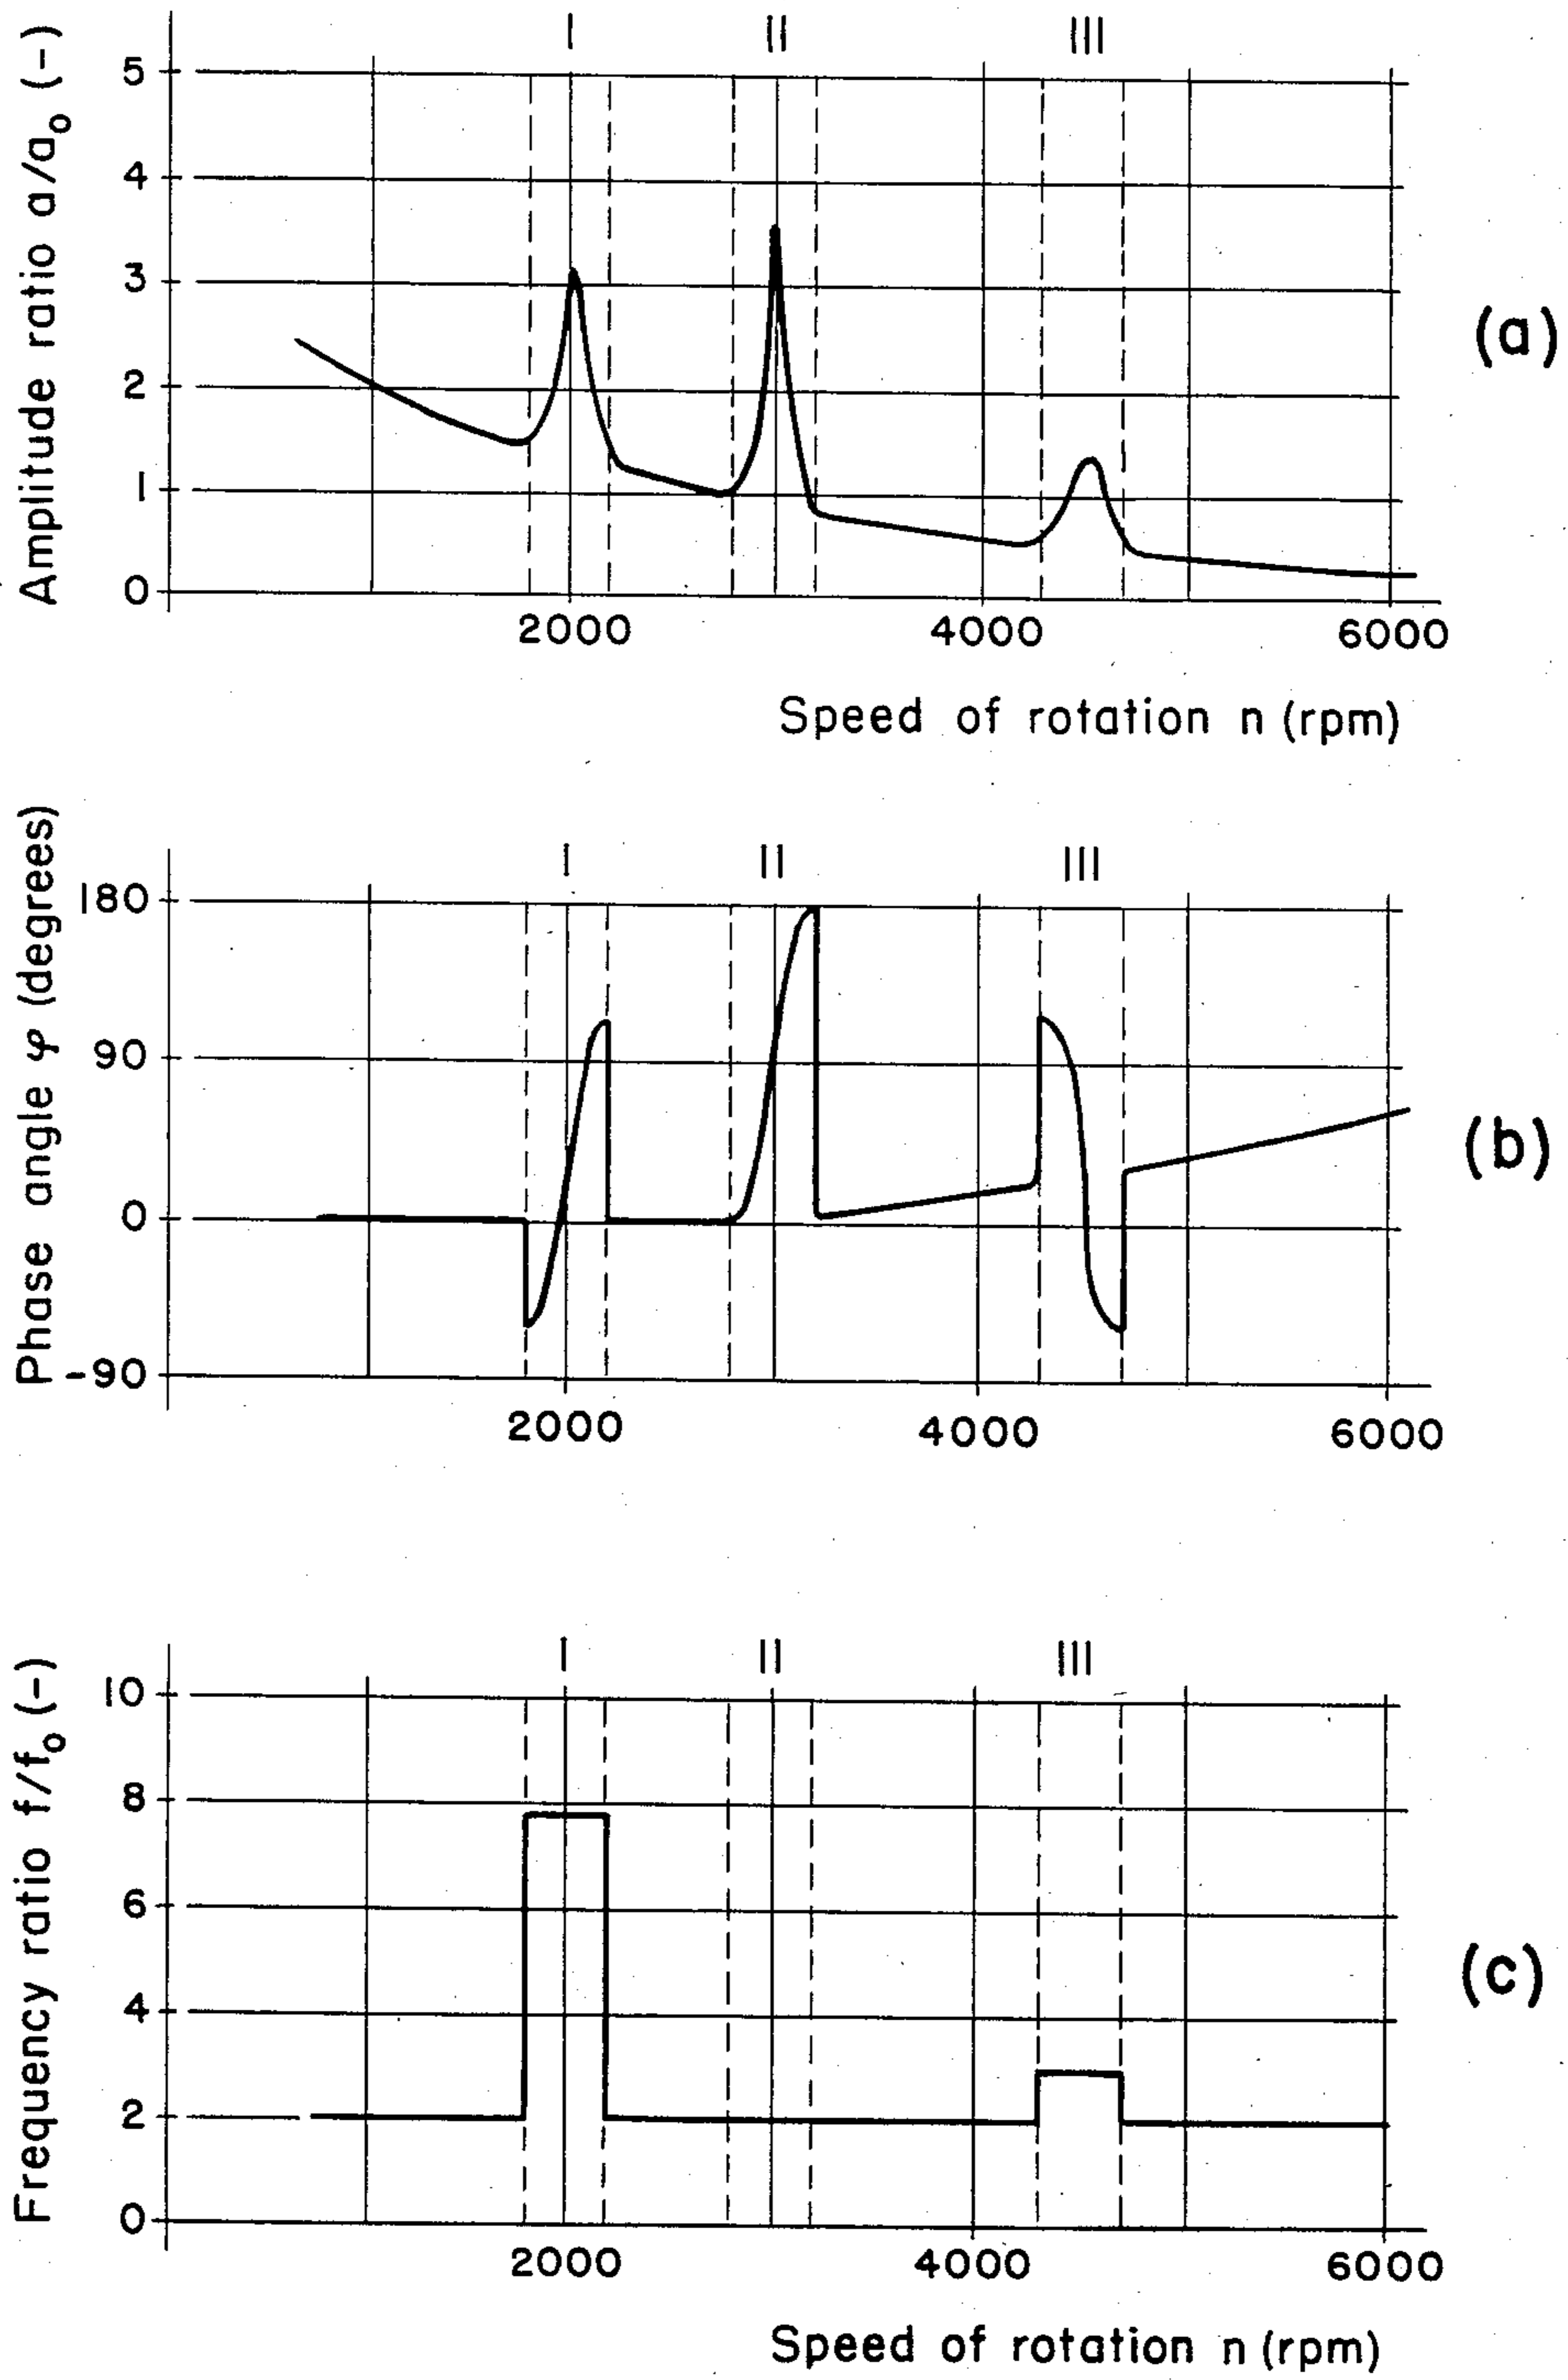 I II III
Amplitude ratio a/a₀ (-)
5
4
3
2
1
0
2000 4000 6000
Speed of rotation n (rpm)
(a)
I II III
Phase angle φ (degrees)
180
90
0
-90
2000 4000 6000
(b)
I II III
Frequency ratio f/f₀ (-)
10
8
6
4
2
0
2000 4000 6000
Speed of rotation n (rpm)
(c)